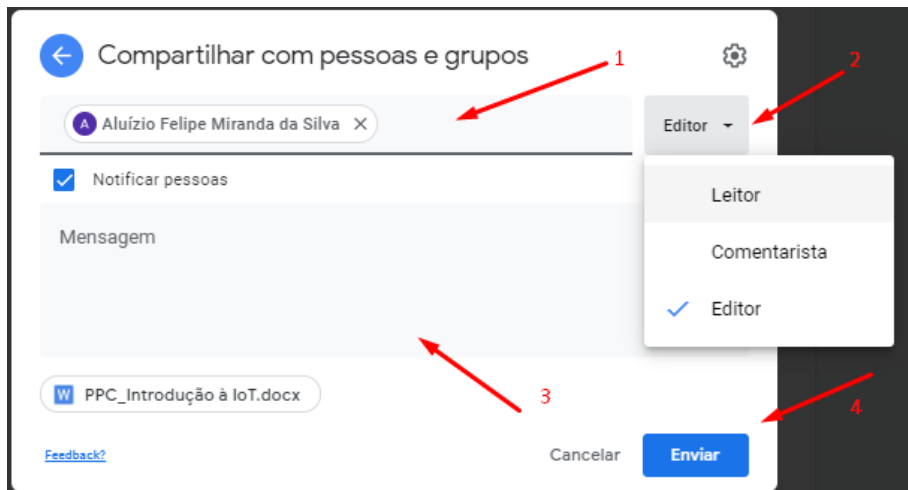 Compartilhar com pessoas e grupos 1 2
A Aluízio Felipe Miranda da Silva Editor
Notificar pessoas
Leitor
Mensagem
Comentarista
Editor
W PPC_Introdução à IoT.docx 3 4
Feedback? Cancelar Enviar